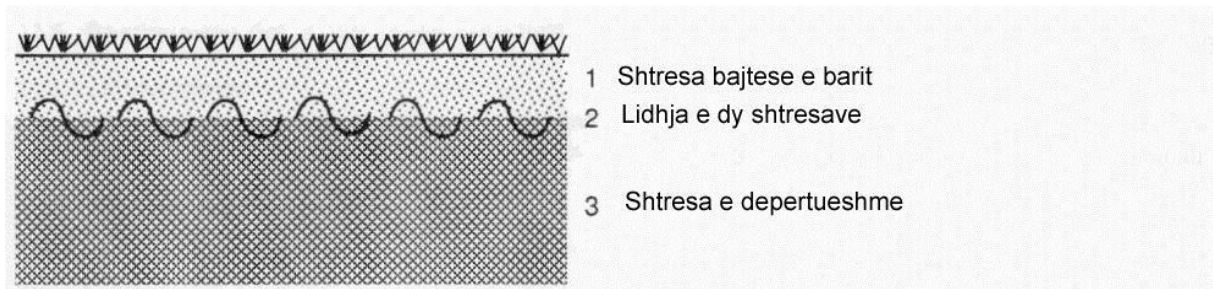 1 Shtresa bajtese e barit
2 Lidhja e dy shtresave
3 Shtresa e depertueshme